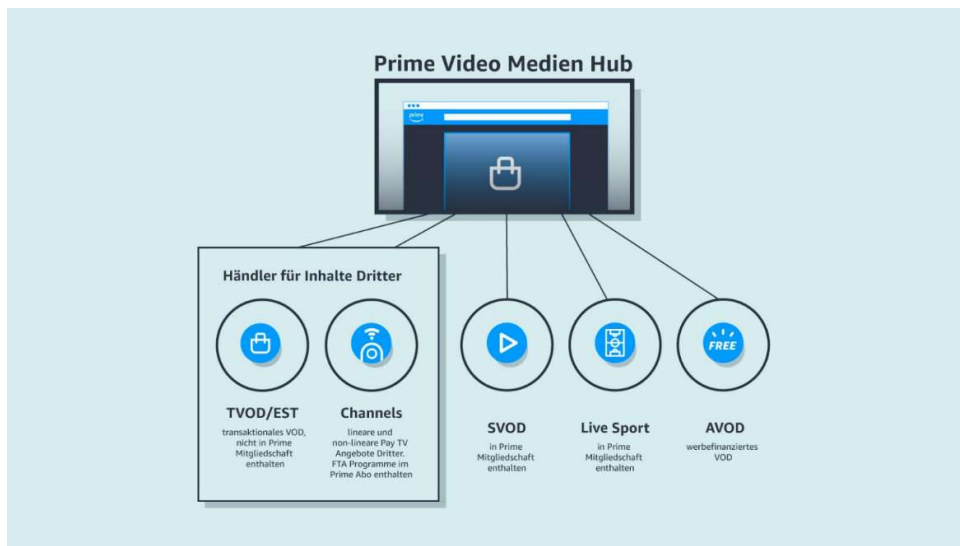 Prime Video Medien Hub
prime
Händler für Inhalte Dritter
TVOD/EST
transaktionales VOD,
nicht in Prime
Mitgliedschaft
enthalten
Channels
lineare und
non-lineare Pay TV
Angebote Dritter.
FTA Programme im
Prime Abo enthalten
SVOD
in Prime
Mitgliedschaft
enthalten
Live Sport
in Prime
Mitgliedschaft
enthalten
FREE
AVOD
werbefinanziertes
VOD